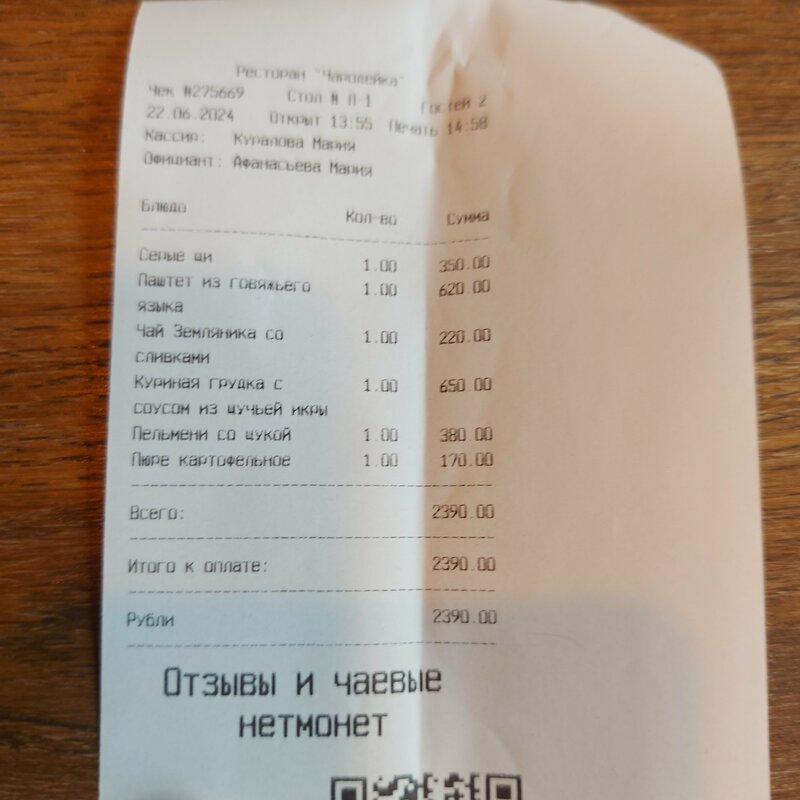 Ресторан "Чародейка"
Чек №275669 Стол № Л-1 Гостей 2
22.06.2024 Открыт 13:55 Печать 14:58
Кассир: Куралова Мария
Официант: Афанасьева Мария
Блюдо Кол-во Сумма
Серые щи 1.00 350.00
Паштет из говяжьего 1.00 620.00
языка
Чай Земляника со 1.00 220.00
сливками
Куриная грудка с 1.00 650.00
соусом из щучьей икры
Пельмени со щукой 1.00 380.00
Пюре картофельное 1.00 170.00
Всего: 2390.00
Итого к оплате: 2390.00
Рубли 2390.00
Отзывы и чаевые
нетмонет